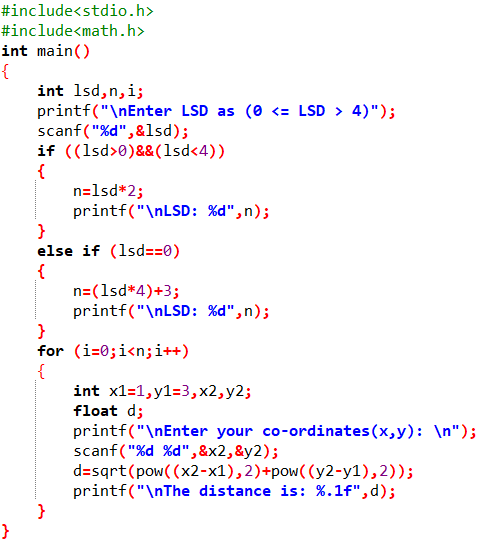 #include<stdio.h>
#include<math.h>
int main()
{
    int lsd,n,i;
    printf("\nEnter LSD as (0 <= LSD > 4)");
    scanf("%d",&lsd);
    if ((lsd>0)&&(lsd<4))
    {
        n=lsd*2;
        printf("\nLSD: %d",n);
    }
    else if (lsd==0)
    {
        n=(lsd*4)+3;
        printf("\nLSD: %d",n);
    }
    for (i=0;i<n;i++)
    {
        int x1=1,y1=3,x2,y2;
        float d;
        printf("\nEnter your co-ordinates(x,y): \n");
        scanf("%d %d",&x2,&y2);
        d=sqrt(pow((x2-x1),2)+pow((y2-y1),2));
        printf("\nThe distance is: %.1f",d);
    }
}